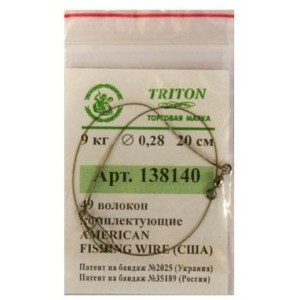 TRITON
ТОРГОВАЯ МАРКА
9 кг ∅ 0,28 20 см
Арт. 138140
49 волокон
комплектующие
AMERICAN
FISHING WIRE (США)
Патент на бандаж №2025 (Украина)
Патент на бандаж №35189 (Россия)